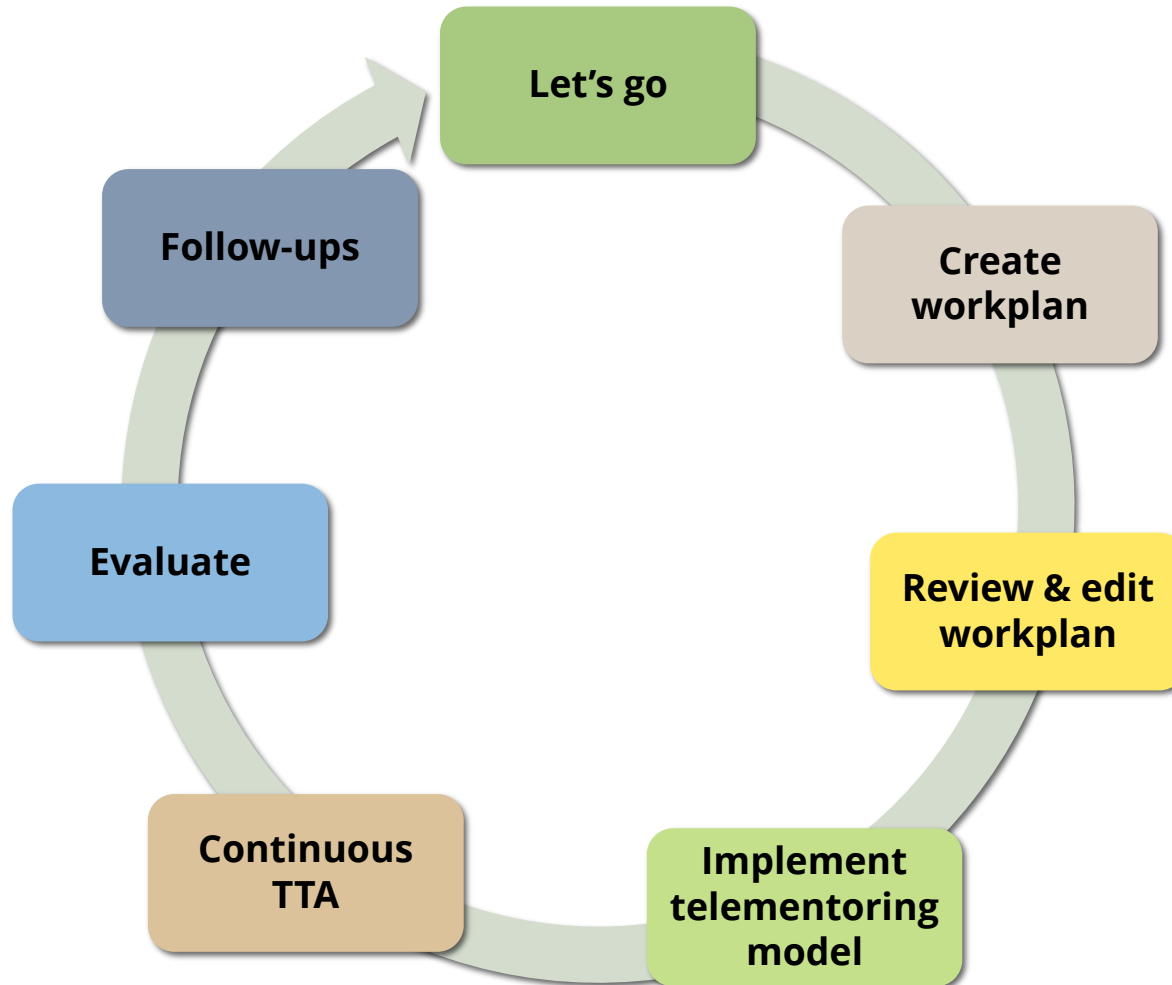 Let’s go
Create
workplan
Review & edit
workplan
Implement
telementoring
model
Continuous
TTA
Evaluate
Follow-ups